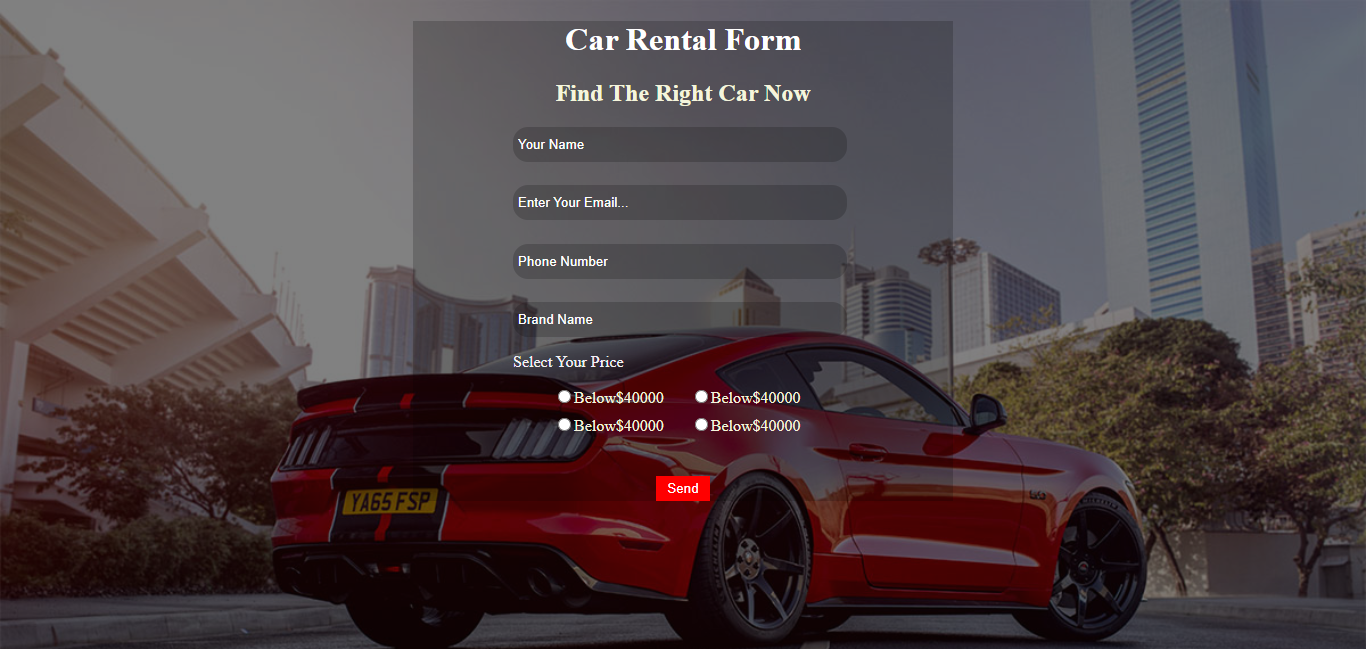 Car Rental Form
Find The Right Car Now
Your Name
Enter Your Email...
Phone Number
Brand Name
Select Your Price
Below$40000 Below$40000
Below$40000 Below$40000
Send
YA65 FSP